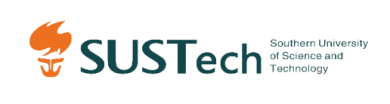 SUSTech
Southern University
of Science and
Technology